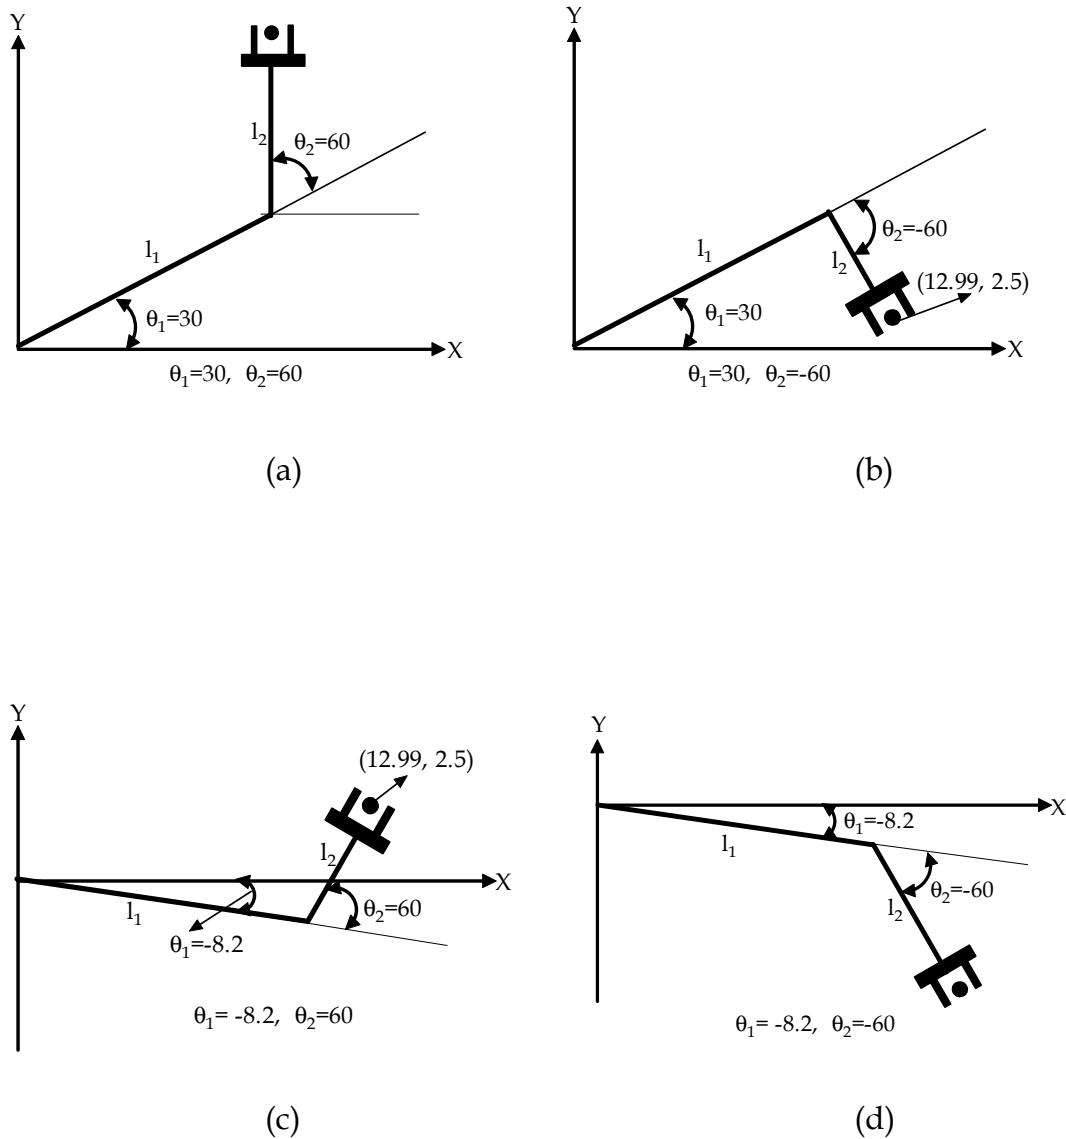 Y
l2
θ2=60
l1
θ1=30
X
θ1=30, θ2=60
(a)
Y
θ2=-60
l1
l2
(12.99, 2.5)
θ1=30
X
θ1=30, θ2=-60
(b)
Y
(12.99, 2.5)
l2
X
l1
θ2=60
θ1=-8.2
θ1= -8.2, θ2=60
(c)
Y
X
θ1=-8.2
l1
θ2=-60
l2
θ1= -8.2, θ2=-60
(d)